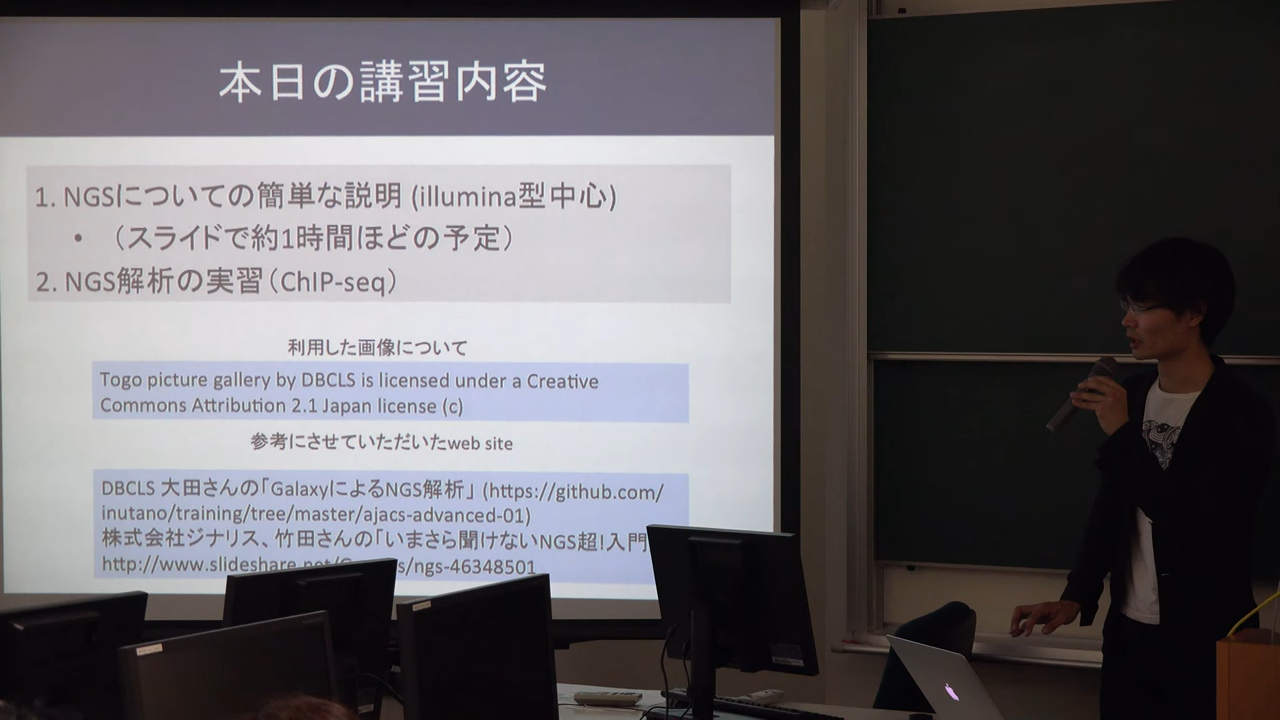 本日の講習内容
1. NGSについての簡単な説明 (illumina型中心)
• （スライドで約1時間ほどの予定）
2. NGS解析の実習（ChIP-seq）
利用した画像について
Togo picture gallery by DBCLS is licensed under a Creative
Commons Attribution 2.1 Japan license (c)
参考にさせていただいたweb site
DBCLS 大田さんの「GalaxyによるNGS解析」 (https://github.com/
inutano/training/tree/master/ajacs-advanced-01)
株式会社ジナリス、竹田さんの「いまさら聞けないNGS超!入門
http://www.slideshare.net/G s/ngs-46348501